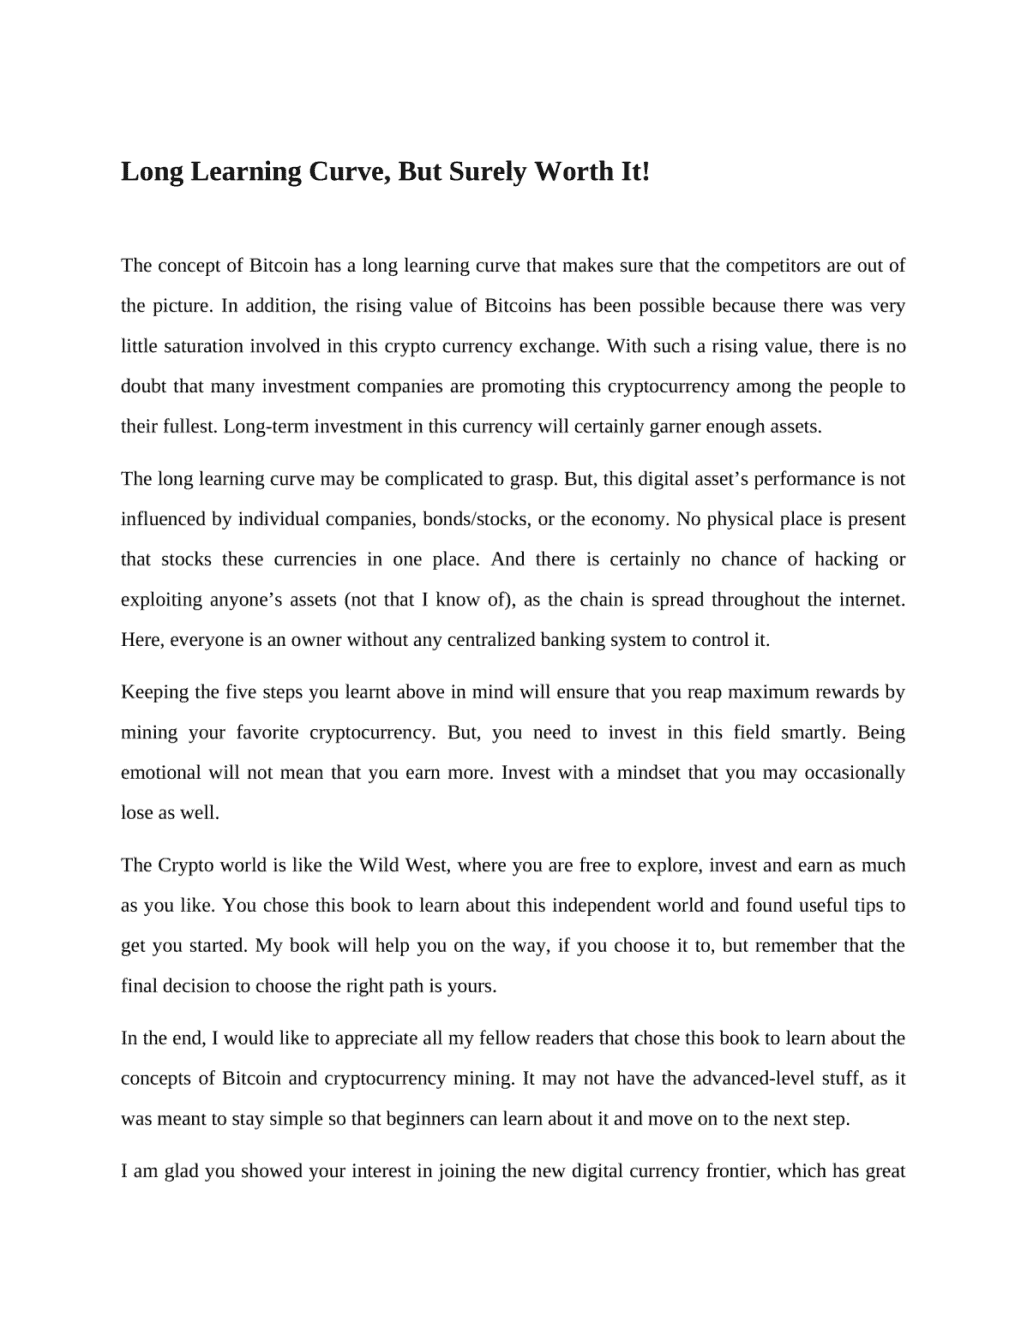 Long Learning Curve, But Surely Worth It!
The concept of Bitcoin has a long learning curve that makes sure that the competitors are out of
the picture. In addition, the rising value of Bitcoins has been possible because there was very
little saturation involved in this crypto currency exchange. With such a rising value, there is no
doubt that many investment companies are promoting this cryptocurrency among the people to
their fullest. Long-term investment in this currency will certainly garner enough assets.
The long learning curve may be complicated to grasp. But, this digital asset’s performance is not
influenced by individual companies, bonds/stocks, or the economy. No physical place is present
that stocks these currencies in one place. And there is certainly no chance of hacking or
exploiting anyone’s assets (not that I know of), as the chain is spread throughout the internet.
Here, everyone is an owner without any centralized banking system to control it.
Keeping the five steps you learnt above in mind will ensure that you reap maximum rewards by
mining your favorite cryptocurrency. But, you need to invest in this field smartly. Being
emotional will not mean that you earn more. Invest with a mindset that you may occasionally
lose as well.
The Crypto world is like the Wild West, where you are free to explore, invest and earn as much
as you like. You chose this book to learn about this independent world and found useful tips to
get you started. My book will help you on the way, if you choose it to, but remember that the
final decision to choose the right path is yours.
In the end, I would like to appreciate all my fellow readers that chose this book to learn about the
concepts of Bitcoin and cryptocurrency mining. It may not have the advanced-level stuff, as it
was meant to stay simple so that beginners can learn about it and move on to the next step.
I am glad you showed your interest in joining the new digital currency frontier, which has great